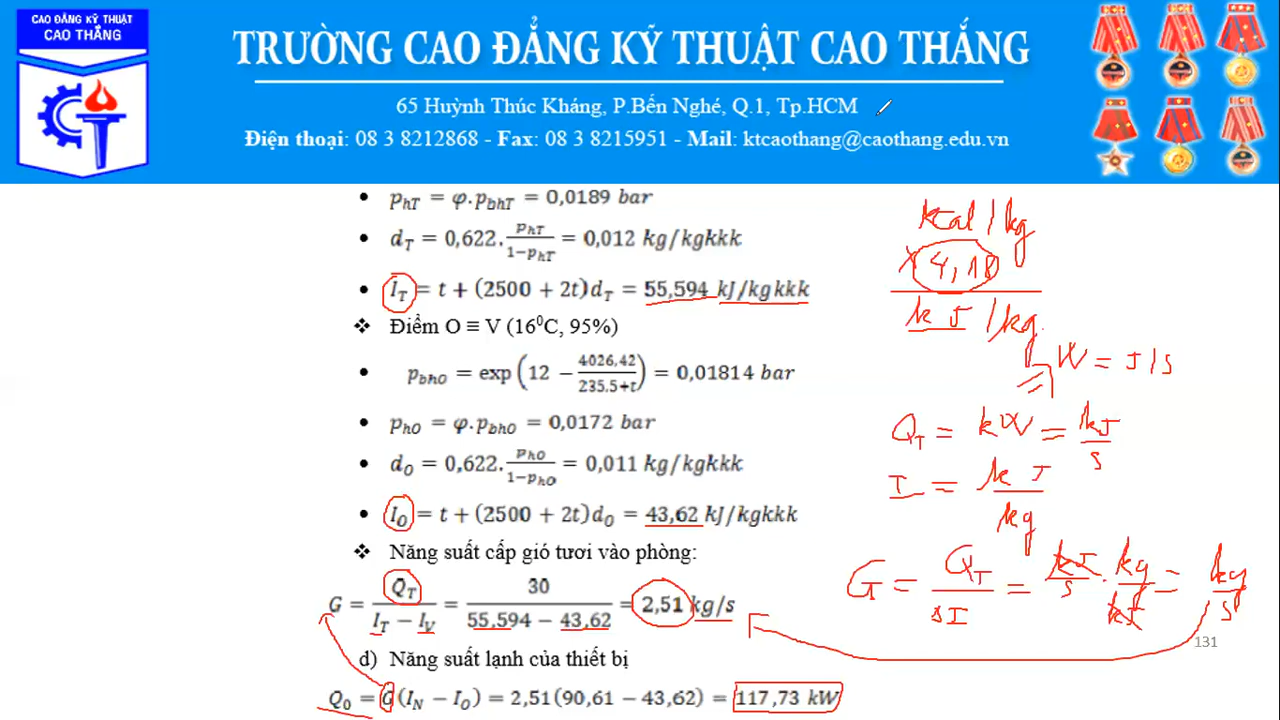 CAO ĐẲNG KỸ THUẬT
CAO THẮNG
TRƯỜNG CAO ĐẲNG KỸ THUẬT CAO THẮNG
65 Huỳnh Thúc Kháng, P.Bến Nghé, Q.1, Tp.HCM
Điện thoại: 08 3 8212868 - Fax: 08 3 8215951 - Mail: ktcaothang@caothang.edu.vn
• p_hT = φ.p_bhT = 0,0189 bar
• d_T = 0,622. p_hT / (1−p_hT) = 0,012 kg/kgkkk
• I_T = t + (2500 + 2t)d_T = 55,594 kJ/kgkkk
❖ Điểm O ≡ V (16⁰C, 95%)
• p_bhO = exp (12 − 4026,42 / (235,5+t)) = 0,01814 bar
• p_hO = φ.p_bhO = 0,0172 bar
• d_O = 0,622. p_hO / (1−p_hO) = 0,011 kg/kgkkk
• I_O = t + (2500 + 2t)d_O = 43,62 kJ/kgkkk
❖ Năng suất cấp gió tươi vào phòng:
G = Q_T / (I_T − I_V) = 30 / (55,594 − 43,62) = 2,51 kg/s
d) Năng suất lạnh của thiết bị
Q_0 = G(I_N − I_O) = 2,51(90,61 − 43,62) = 117,73 kW
kcal/kg
x 4,18
kJ/kg
W = J/s
Q_T = kW = kJ/s
I = kJ/kg
G = Q_T / ΔI = kJ/s . kg/kJ = kg/s
131